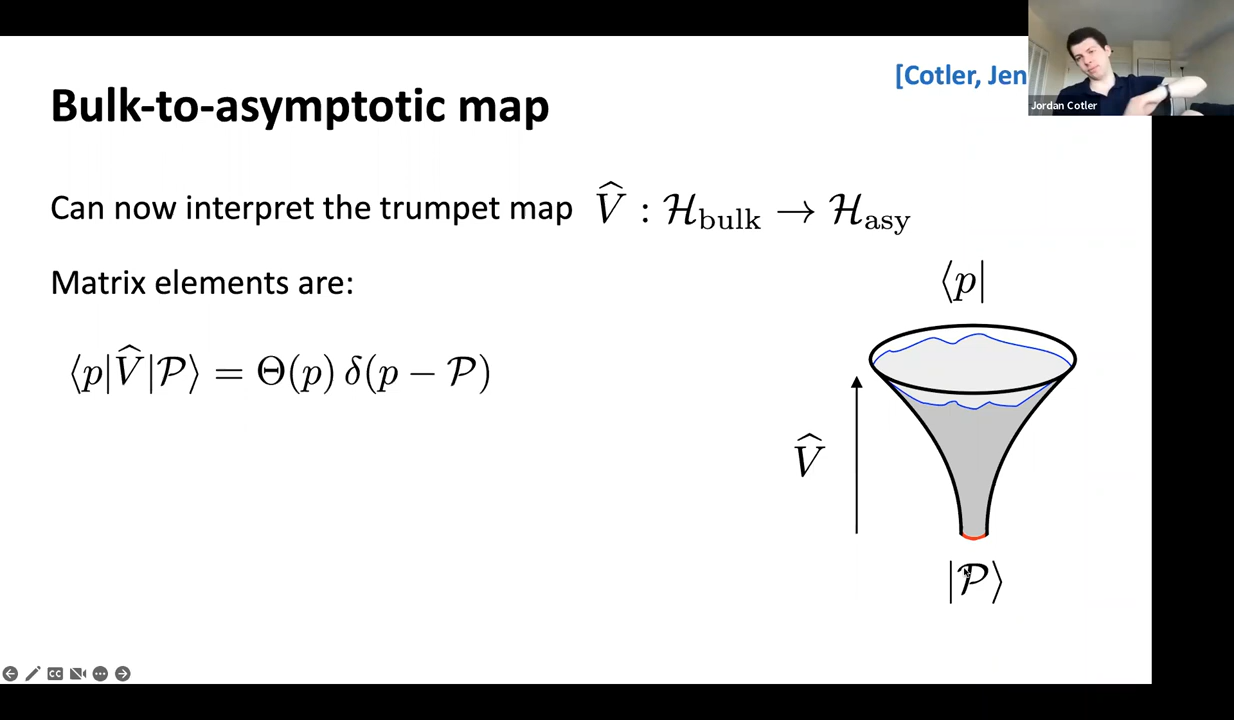 [Cotler, Jen
Jordan Cotler
Bulk-to-asymptotic map
Can now interpret the trumpet map V̂ : ℋ_bulk → ℋ_asy
Matrix elements are:
⟨p|V̂|𝒫⟩ = Θ(p) δ(p − 𝒫)
⟨p|
V̂
|𝒫⟩
CC